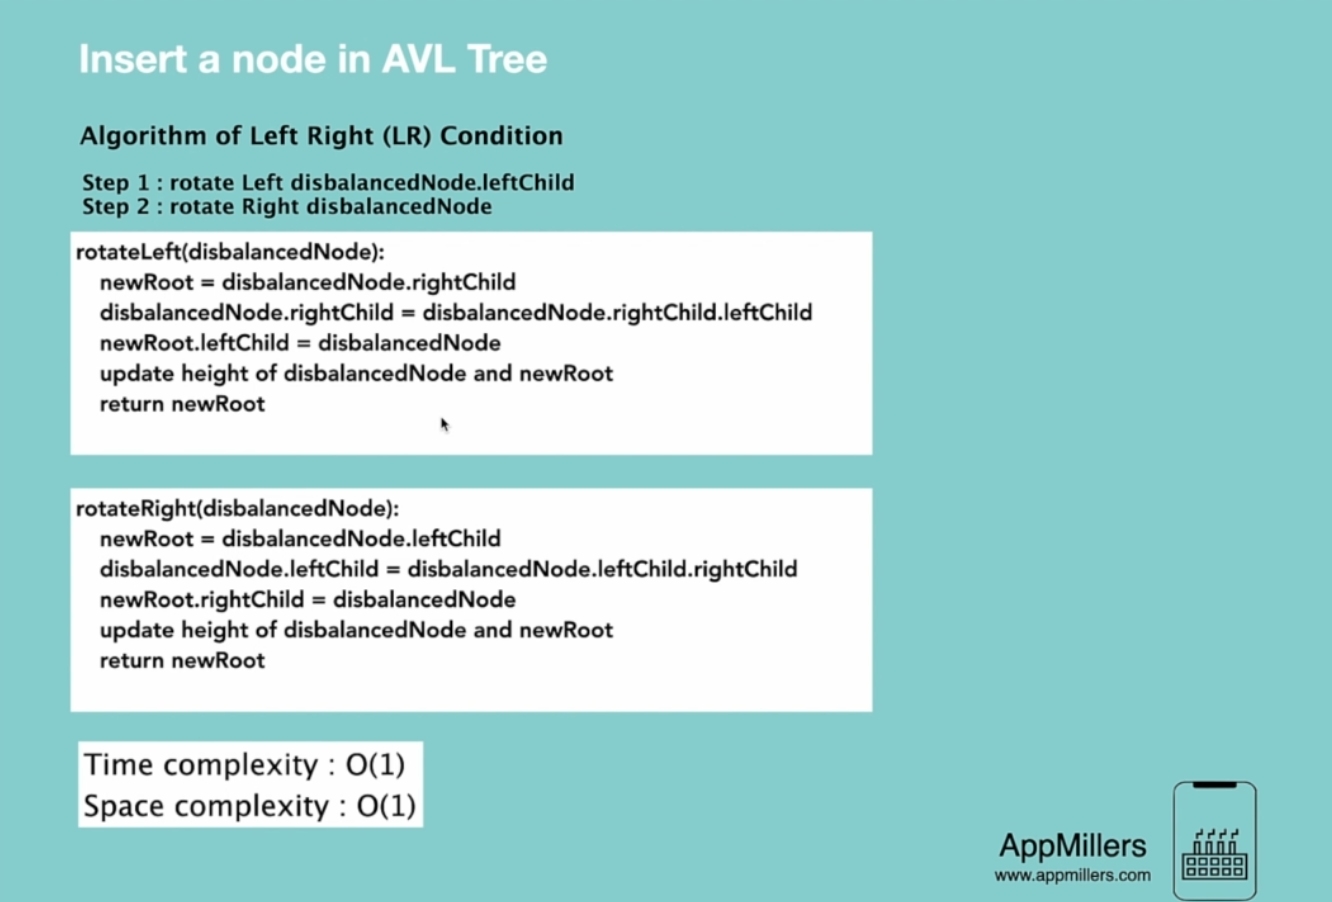 Insert a node in AVL Tree
Algorithm of Left Right (LR) Condition
Step 1 : rotate Left disbalancedNode.leftChild
Step 2 : rotate Right disbalancedNode
rotateLeft(disbalancedNode):
newRoot = disbalancedNode.rightChild
disbalancedNode.rightChild = disbalancedNode.rightChild.leftChild
newRoot.leftChild = disbalancedNode
update height of disbalancedNode and newRoot
return newRoot
rotateRight(disbalancedNode):
newRoot = disbalancedNode.leftChild
disbalancedNode.leftChild = disbalancedNode.leftChild.rightChild
newRoot.rightChild = disbalancedNode
update height of disbalancedNode and newRoot
return newRoot
Time complexity : O(1)
Space complexity : O(1)
AppMillers
www.appmillers.com